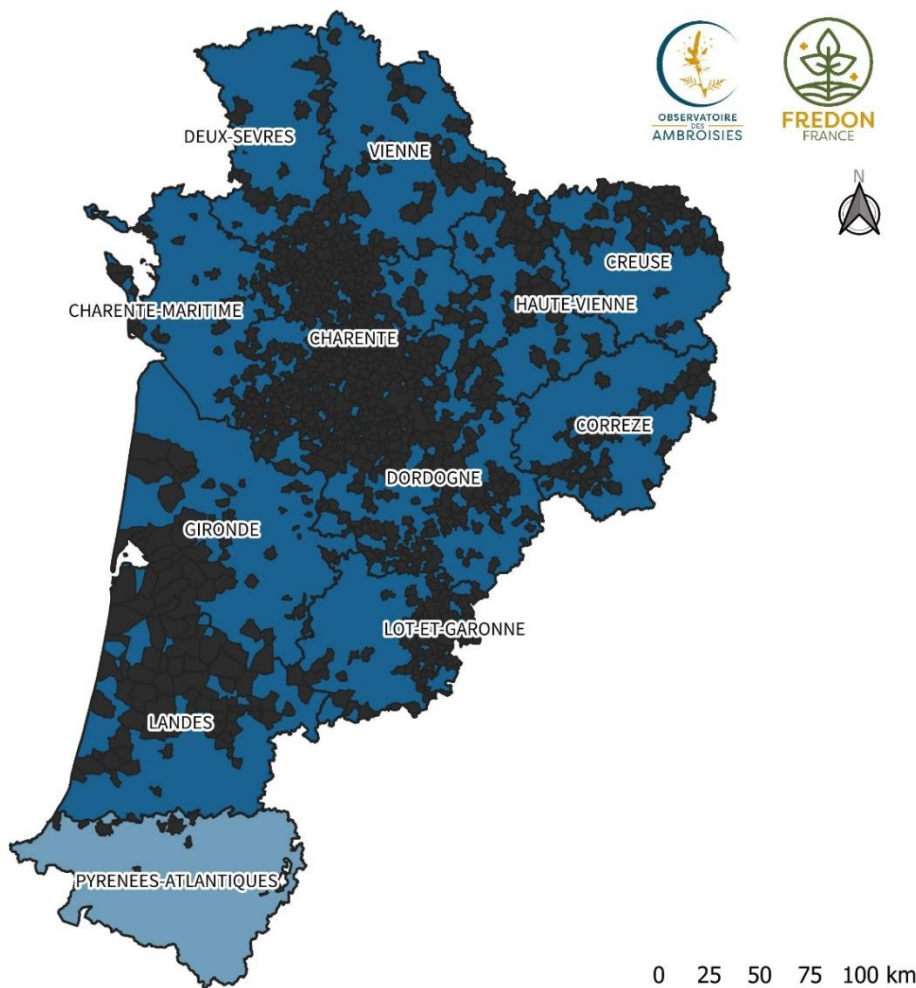 OBSERVATOIRE
DES
AMBROISIES
FREDON
FRANCE
N
DEUX-SEVRES
VIENNE
CREUSE
HAUTE-VIENNE
CHARENTE-MARITIME
CHARENTE
CORREZE
DORDOGNE
GIRONDE
LOT-ET-GARONNE
LANDES
PYRENEES-ATLANTIQUES
0 25 50 75 100 km